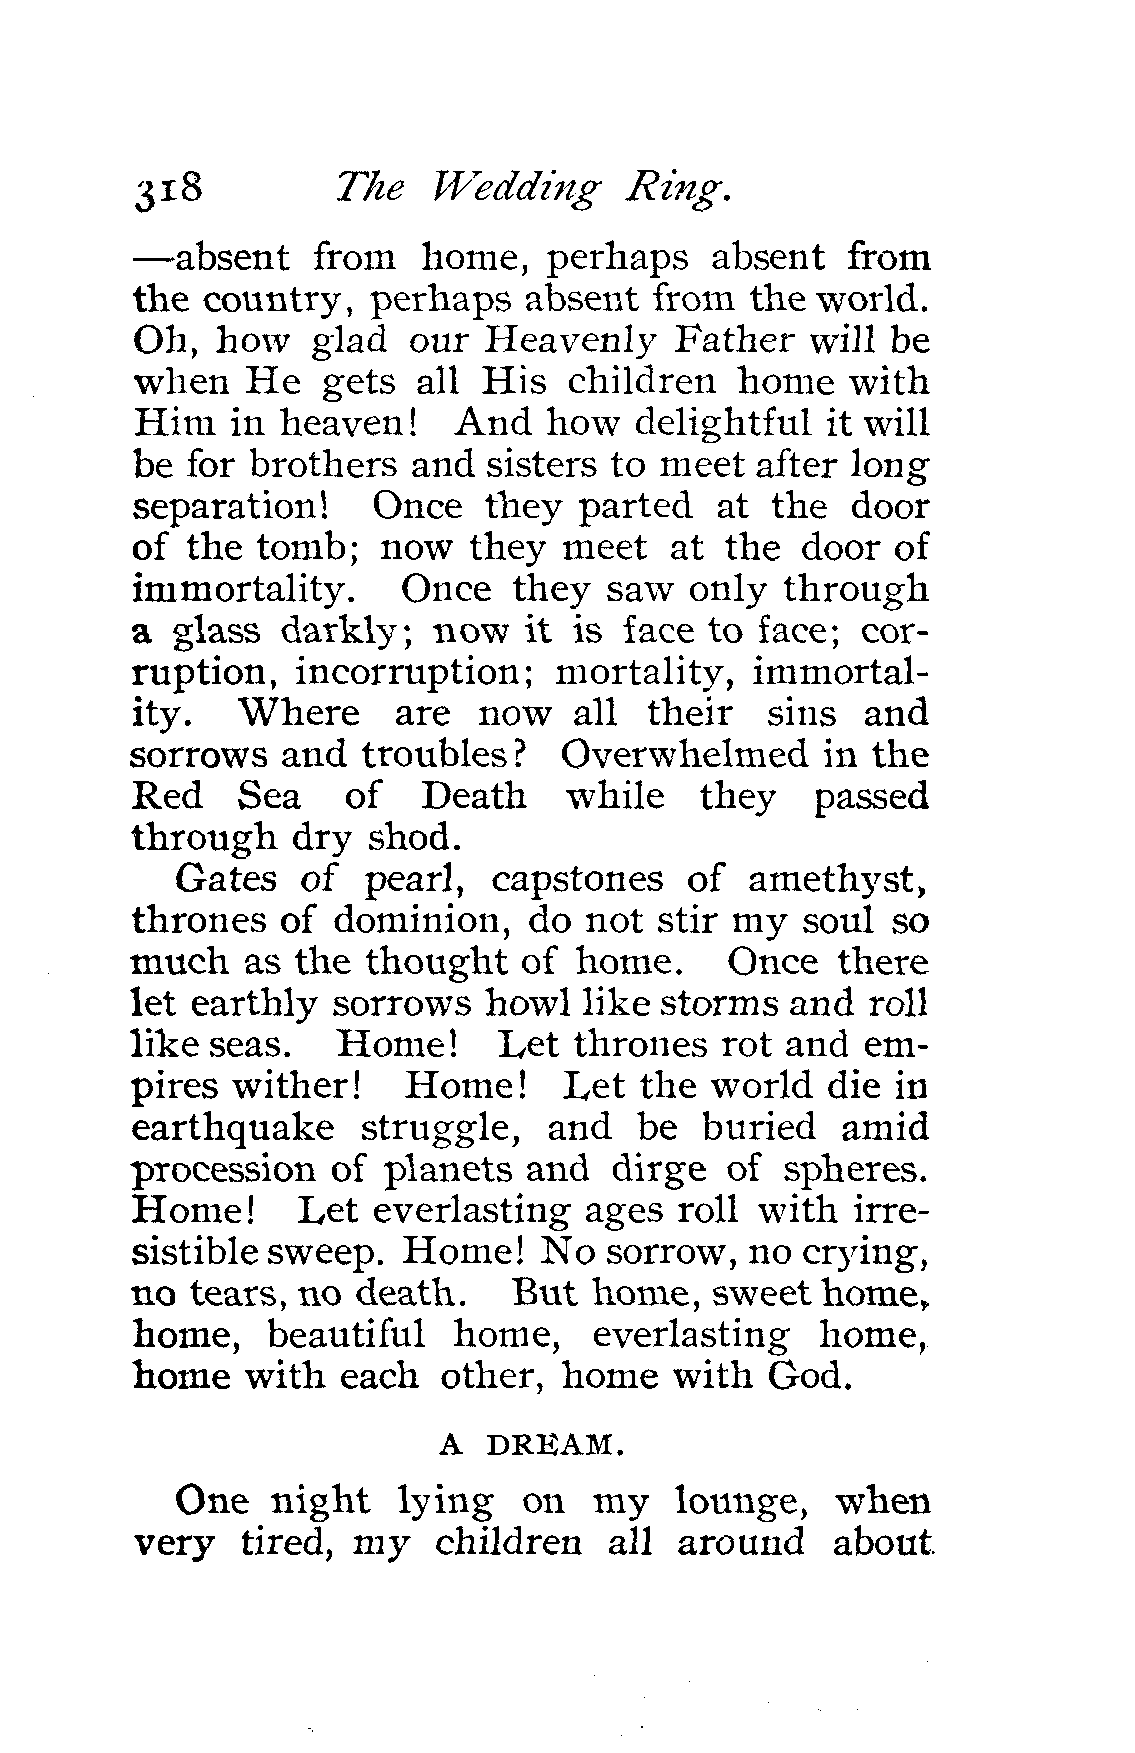 318 The Wedding Ring.
—absent from home, perhaps absent from
the country, perhaps absent from the world.
Oh, how glad our Heavenly Father will be
when He gets all His children home with
Him in heaven! And how delightful it will
be for brothers and sisters to meet after long
separation! Once they parted at the door
of the tomb; now they meet at the door of
immortality. Once they saw only through
a glass darkly; now it is face to face; cor-
ruption, incorruption; mortality, immortal-
ity. Where are now all their sins and
sorrows and troubles? Overwhelmed in the
Red Sea of Death while they passed
through dry shod.
Gates of pearl, capstones of amethyst,
thrones of dominion, do not stir my soul so
much as the thought of home. Once there
let earthly sorrows howl like storms and roll
like seas. Home! Let thrones rot and em-
pires wither! Home! Let the world die in
earthquake struggle, and be buried amid
procession of planets and dirge of spheres.
Home! Let everlasting ages roll with irre-
sistible sweep. Home! No sorrow, no crying,
no tears, no death. But home, sweet home,
home, beautiful home, everlasting home,
home with each other, home with God.
A DREAM.
One night lying on my lounge, when
very tired, my children all around about